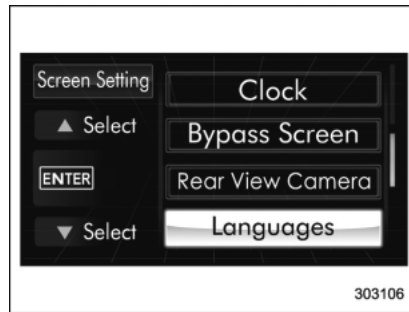 Screen Setting
▲ Select
ENTER
▼ Select
Clock
Bypass Screen
Rear View Camera
Languages
303106